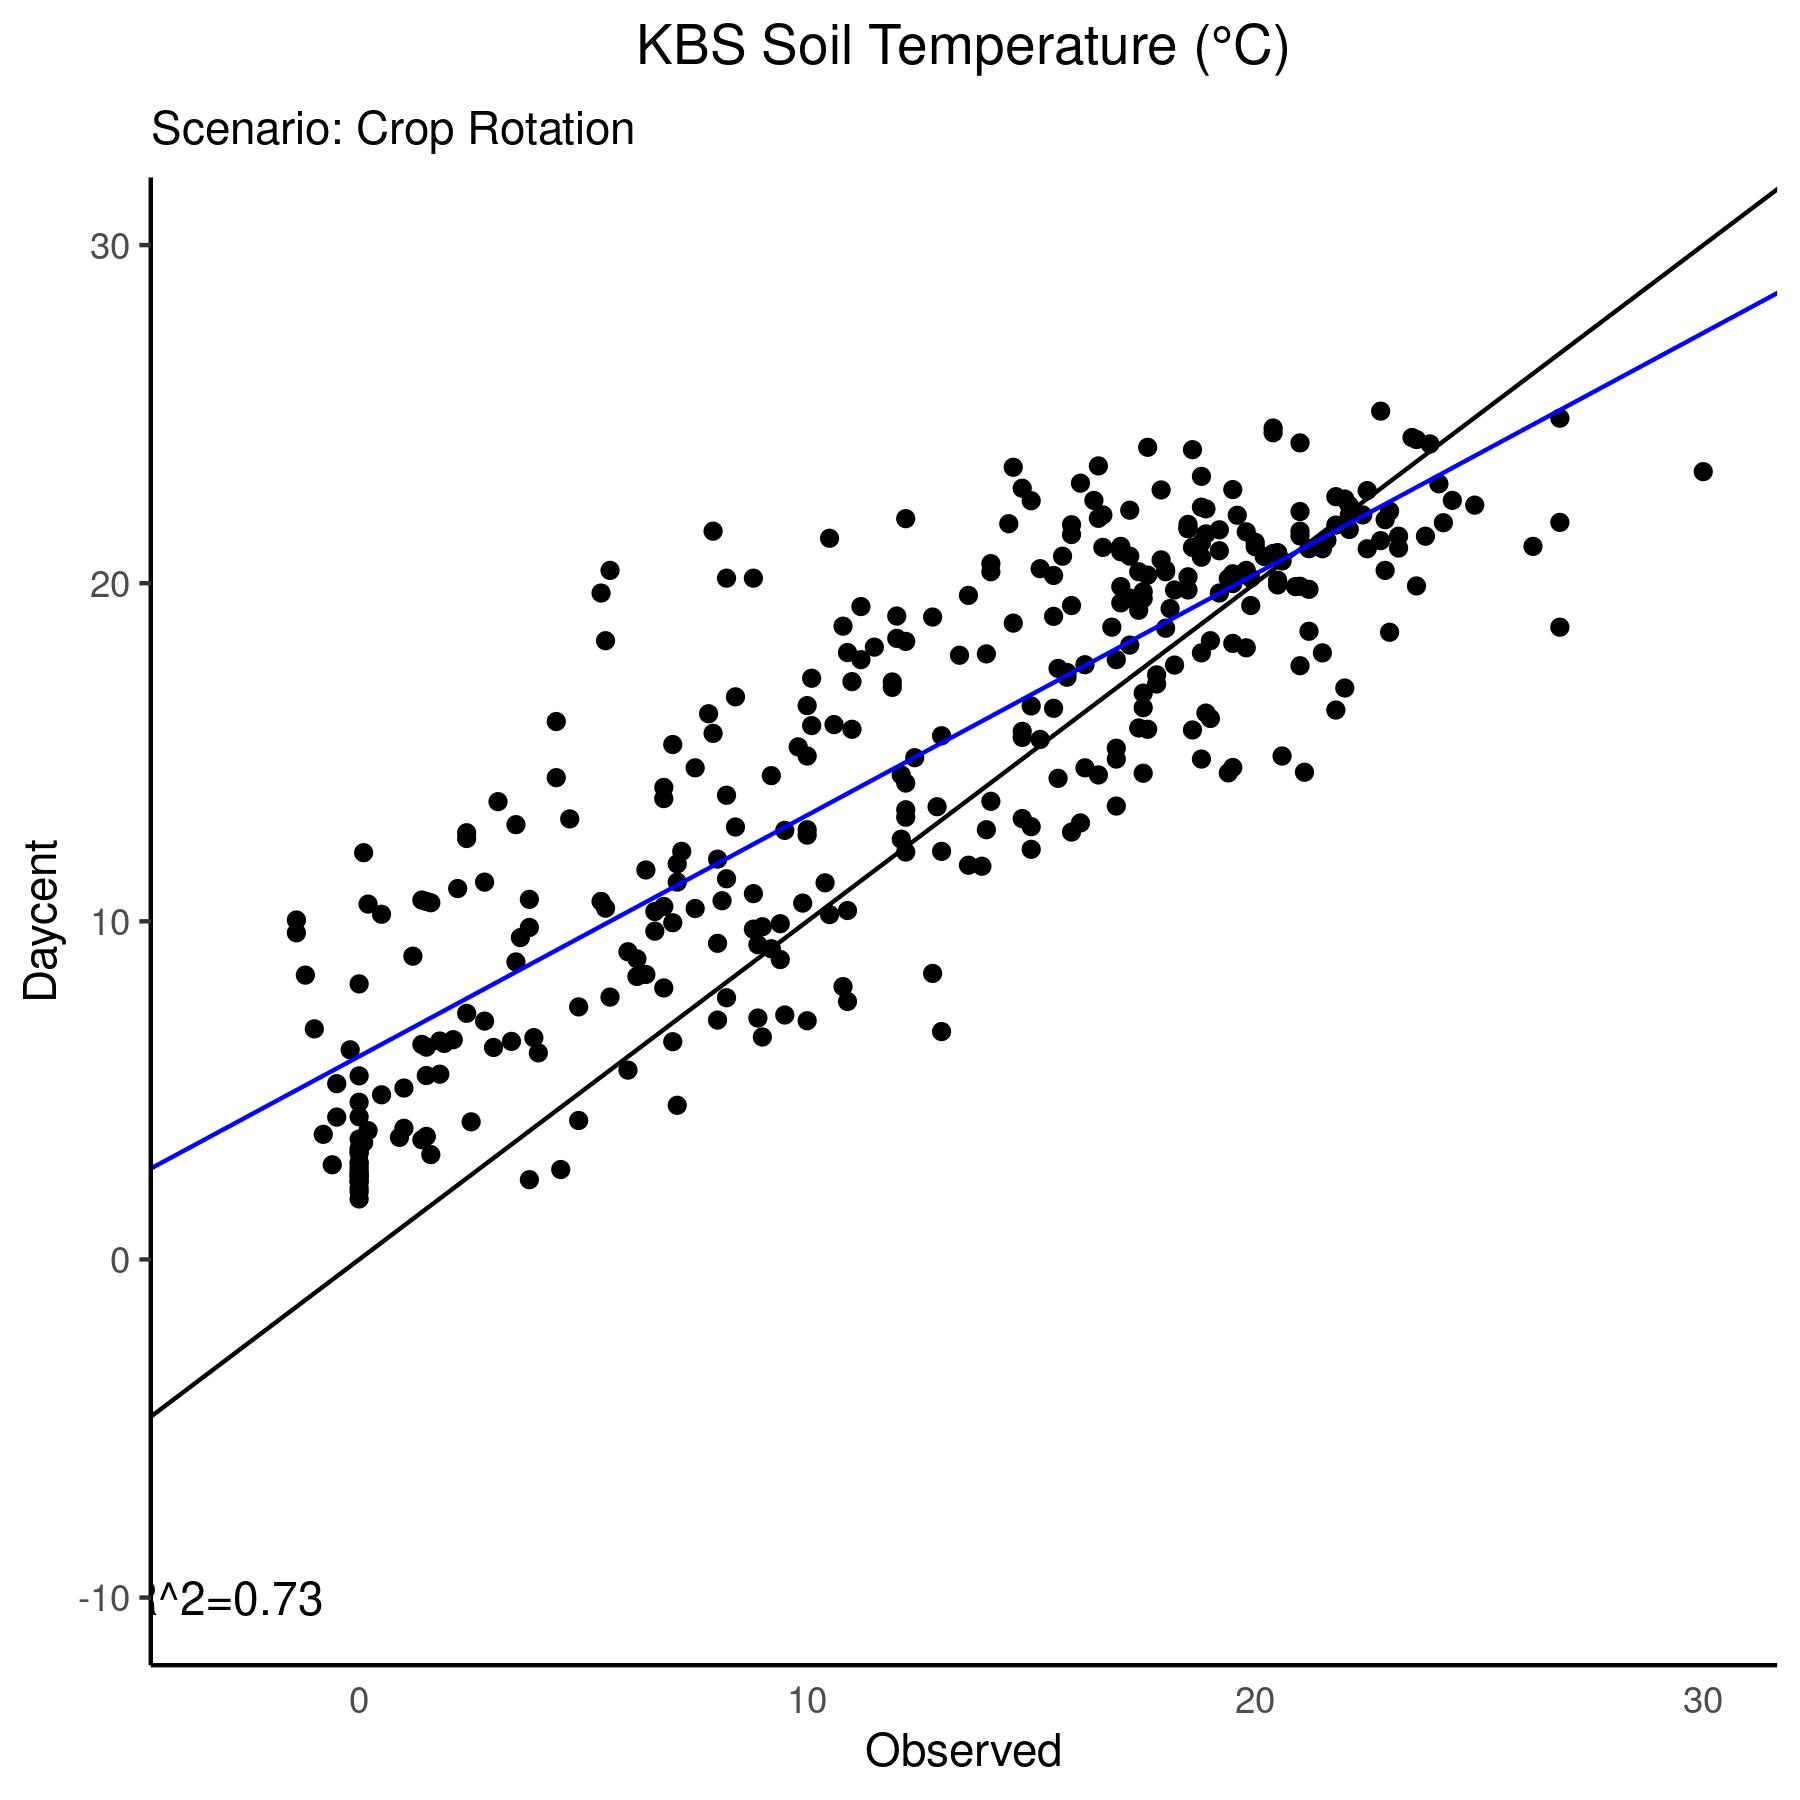 KBS Soil Temperature (°C)
Scenario: Crop Rotation
30
20
10
0
-10
^2=0.73
0 10 20 30
Observed
Daycent